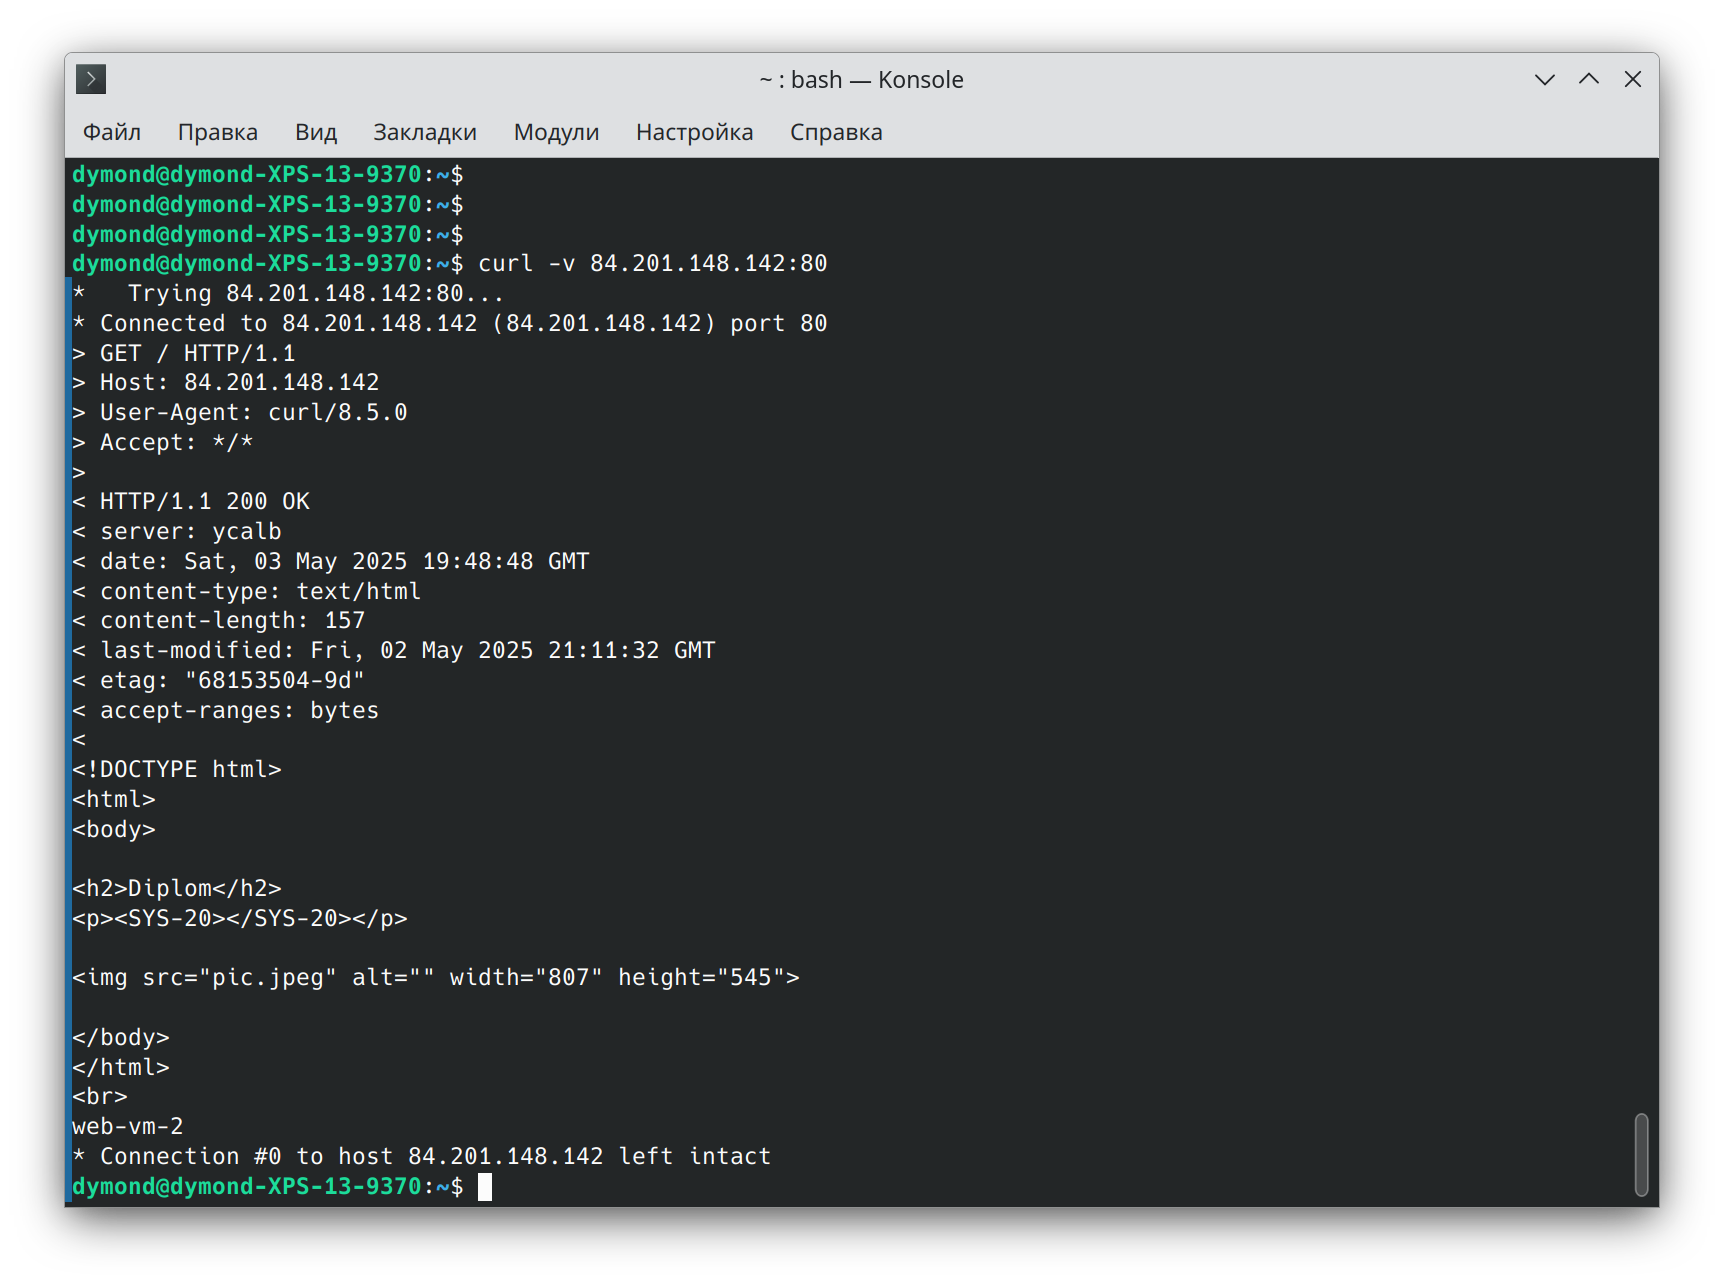 ~ : bash — Konsole
Файл Правка Вид Закладки Модули Настройка Справка
dymond@dymond-XPS-13-9370:~$
dymond@dymond-XPS-13-9370:~$
dymond@dymond-XPS-13-9370:~$
dymond@dymond-XPS-13-9370:~$ curl -v 84.201.148.142:80
*   Trying 84.201.148.142:80...
* Connected to 84.201.148.142 (84.201.148.142) port 80
> GET / HTTP/1.1
> Host: 84.201.148.142
> User-Agent: curl/8.5.0
> Accept: */*
>
< HTTP/1.1 200 OK
< server: ycalb
< date: Sat, 03 May 2025 19:48:48 GMT
< content-type: text/html
< content-length: 157
< last-modified: Fri, 02 May 2025 21:11:32 GMT
< etag: "68153504-9d"
< accept-ranges: bytes
<
<!DOCTYPE html>
<html>
<body>

<h2>Diplom</h2>
<p><SYS-20></SYS-20></p>

<img src="pic.jpeg" alt="" width="807" height="545">

</body>
</html>
<br>
web-vm-2
* Connection #0 to host 84.201.148.142 left intact
dymond@dymond-XPS-13-9370:~$